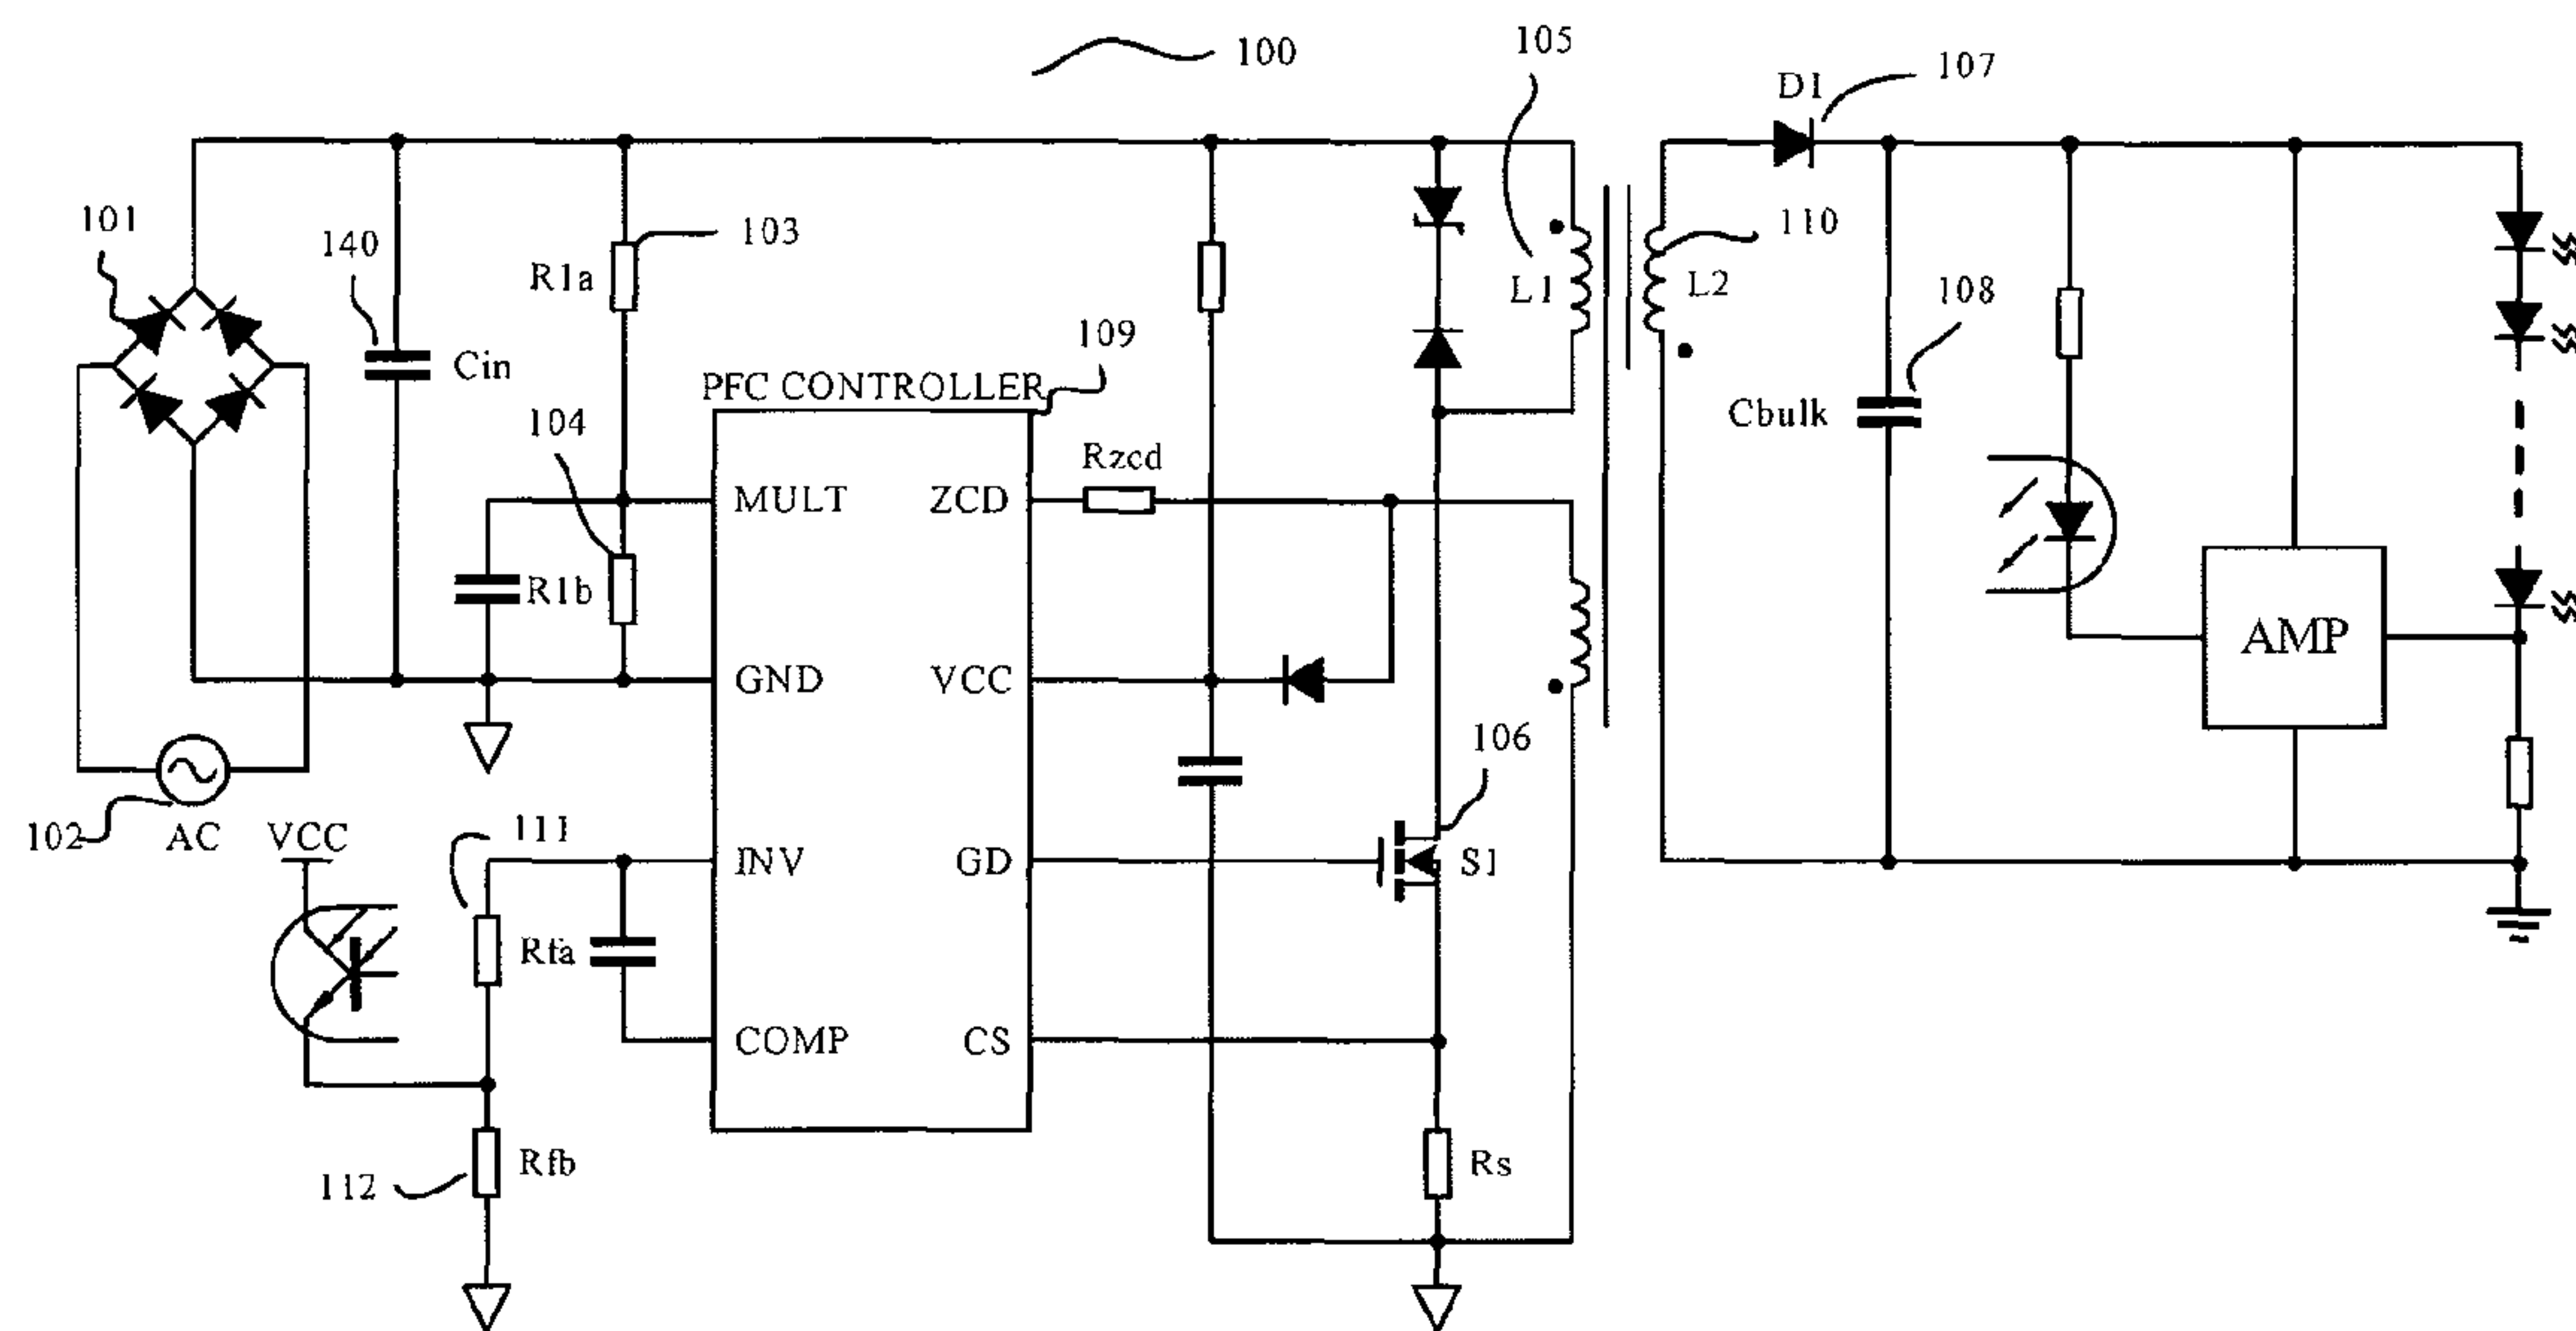 100
105
D1
107
101
140
R1a
103
L1
L2
110
108
Cin
109
PFC CONTROLLER
Cbulk
104
Rzcd
MULT
ZCD
R1b
AMP
GND
VCC
106
102
AC
VCC
111
INV
GD
S1
Rfa
COMP
CS
Rfb
112
Rs